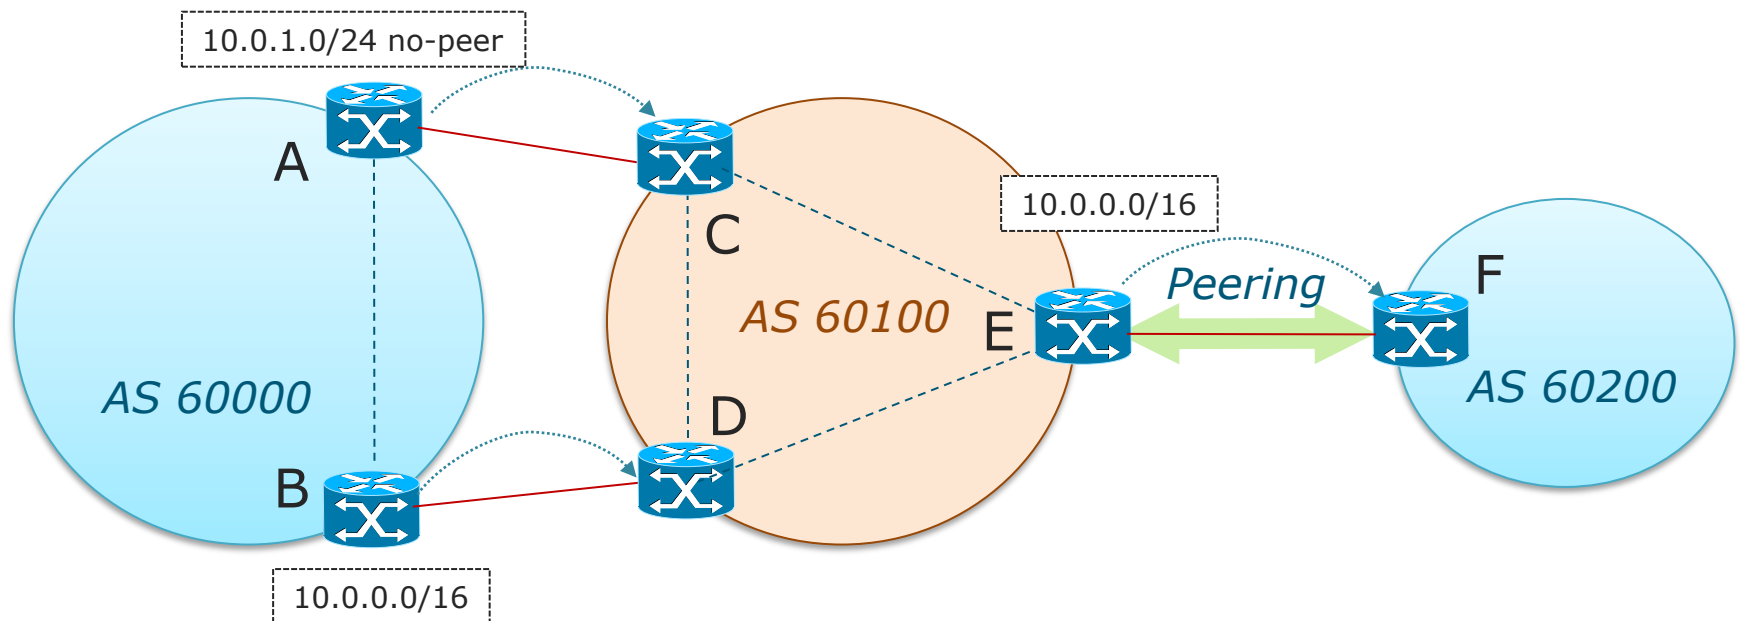 10.0.1.0/24 no-peer
A
C
10.0.0.0/16
Peering
F
AS 60100
E
AS 60000
D
AS 60200
B
10.0.0.0/16